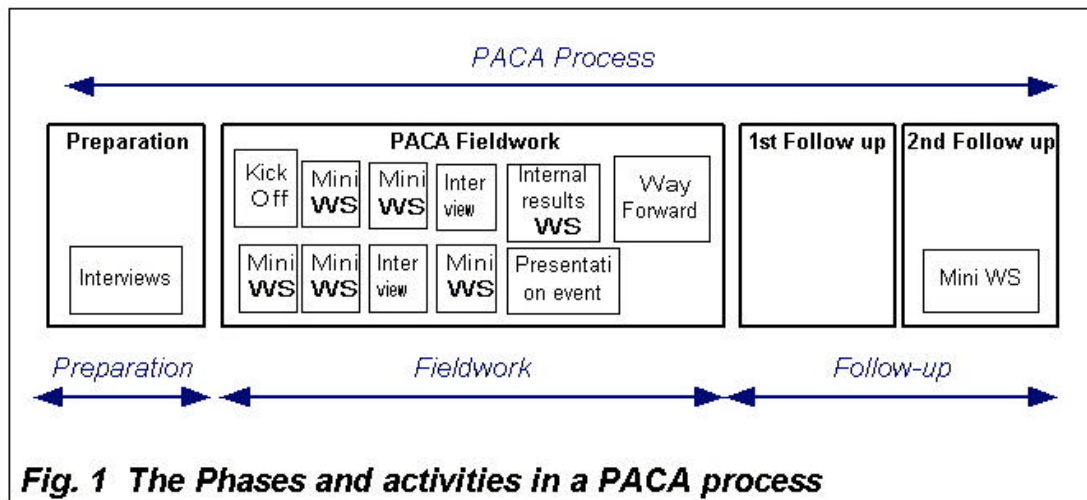 PACA Process
Preparation
Interviews
PACA Fieldwork
Kick
Off
Mini
WS
Mini
WS
Inter
view
Internal
results
WS
Way
Forward
Mini
WS
Mini
WS
Inter
view
Mini
WS
Presentati
on event
1st Follow up
2nd Follow up
Mini WS
Preparation
Fieldwork
Follow-up
Fig. 1 The Phases and activities in a PACA process